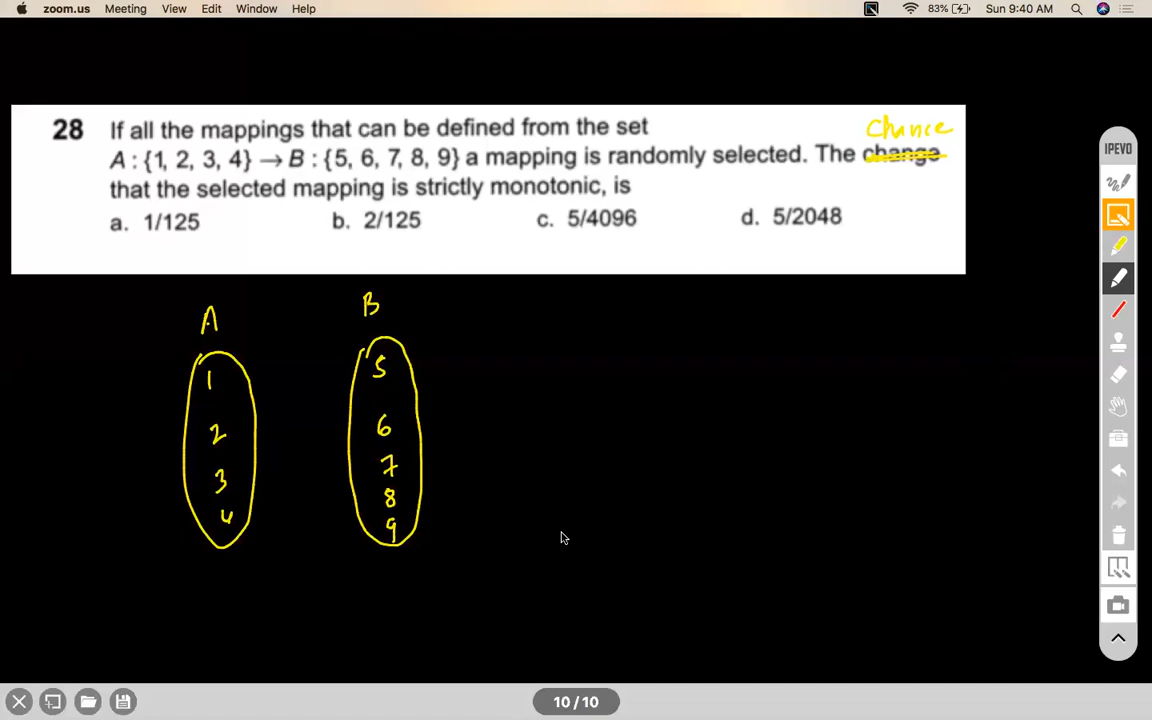 zoom.us Meeting View Edit Window Help 83% Sun 9:40 AM
Chance
28 If all the mappings that can be defined from the set
A : {1, 2, 3, 4} → B : {5, 6, 7, 8, 9} a mapping is randomly selected. The change
that the selected mapping is strictly monotonic, is
a. 1/125 b. 2/125 c. 5/4096 d. 5/2048
IPEVO
A B
1 5
2 6
3 7
4 8
9
10 / 10